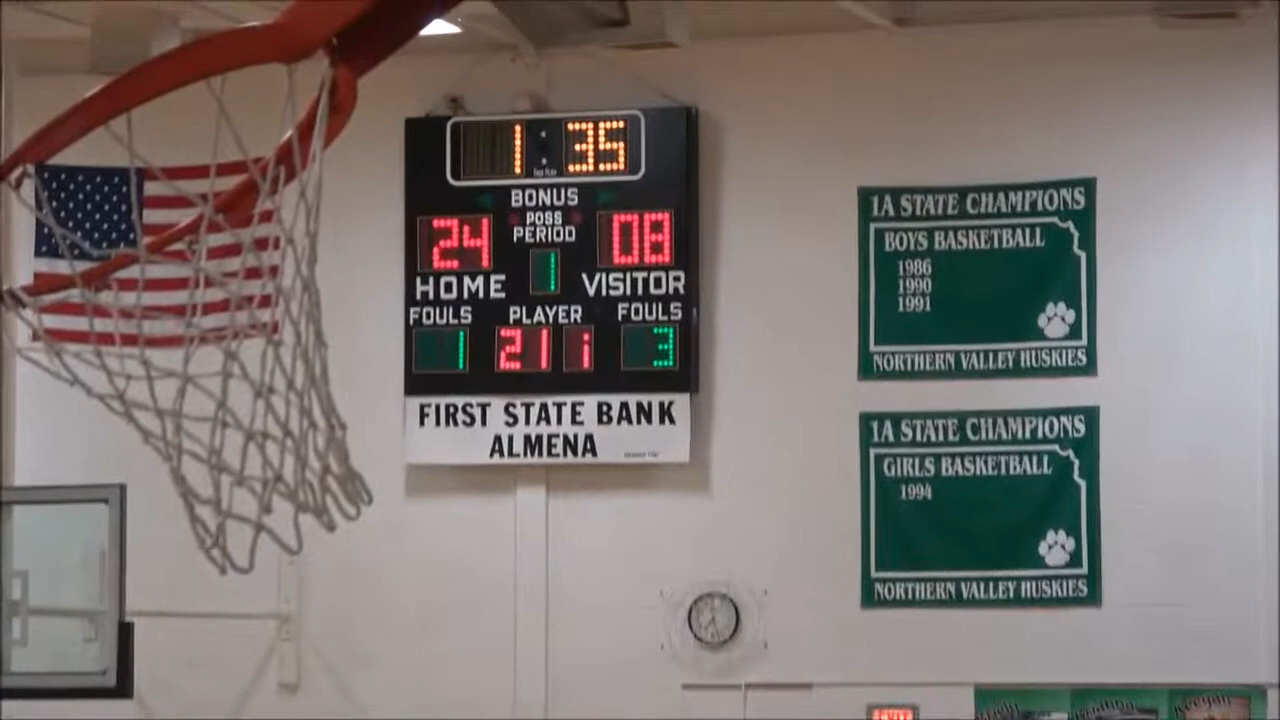 1:35
BONUS
POSS
PERIOD
24 1 08
HOME VISITOR
FOULS PLAYER FOULS
1 21 1 3
FIRST STATE BANK
ALMENA
1A STATE CHAMPIONS
BOYS BASKETBALL
1986
1990
1991
NORTHERN VALLEY HUSKIES
1A STATE CHAMPIONS
GIRLS BASKETBALL
1994
NORTHERN VALLEY HUSKIES